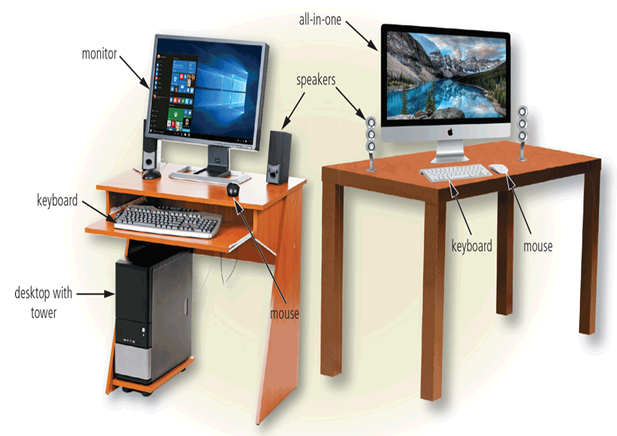 all-in-one
monitor
speakers
keyboard
keyboard
mouse
desktop with
tower
mouse